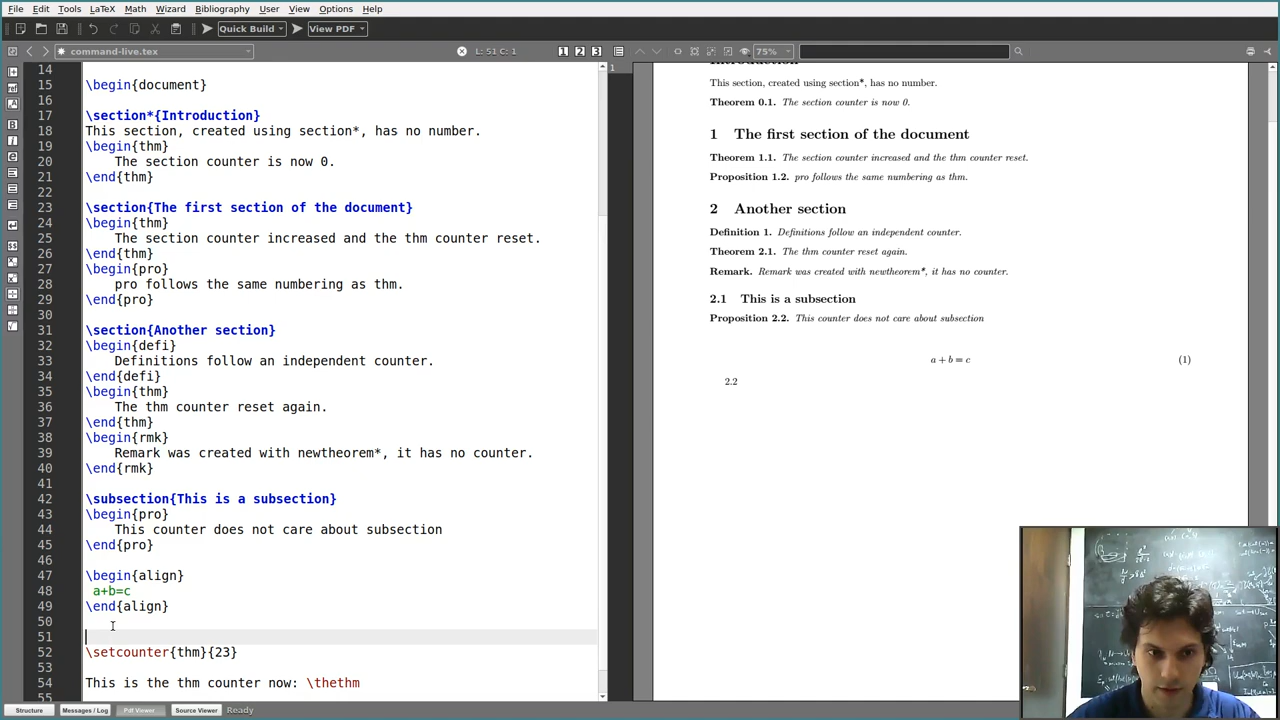 File Edit Tools LaTeX Math Wizard Bibliography User View Options Help
Quick Build View PDF
command-live.tex L: 51 C: 1 1 2 3 75%
14
15 \begin{document}
16
17 \section*{Introduction}
18 This section, created using section*, has no number.
19 \begin{thm}
20 The section counter is now 0.
21 \end{thm}
22
23 \section{The first section of the document}
24 \begin{thm}
25 The section counter increased and the thm counter reset.
26 \end{thm}
27 \begin{pro}
28 pro follows the same numbering as thm.
29 \end{pro}
30
31 \section{Another section}
32 \begin{defi}
33 Definitions follow an independent counter.
34 \end{defi}
35 \begin{thm}
36 The thm counter reset again.
37 \end{thm}
38 \begin{rmk}
39 Remark was created with newtheorem*, it has no counter.
40 \end{rmk}
41
42 \subsection{This is a subsection}
43 \begin{pro}
44 This counter does not care about subsection
45 \end{pro}
46
47 \begin{align}
48 a+b=c
49 \end{align}
50
51
52 \setcounter{thm}{23}
53
54 This is the thm counter now: \thethm
55
1
Introduction
This section, created using section*, has no number.
Theorem 0.1. The section counter is now 0.
1 The first section of the document
Theorem 1.1. The section counter increased and the thm counter reset.
Proposition 1.2. pro follows the same numbering as thm.
2 Another section
Definition 1. Definitions follow an independent counter.
Theorem 2.1. The thm counter reset again.
Remark. Remark was created with newtheorem*, it has no counter.
2.1 This is a subsection
Proposition 2.2. This counter does not care about subsection
a + b = c (1)
2.2
Structure Messages / Log Pdf Viewer Source Viewer Ready